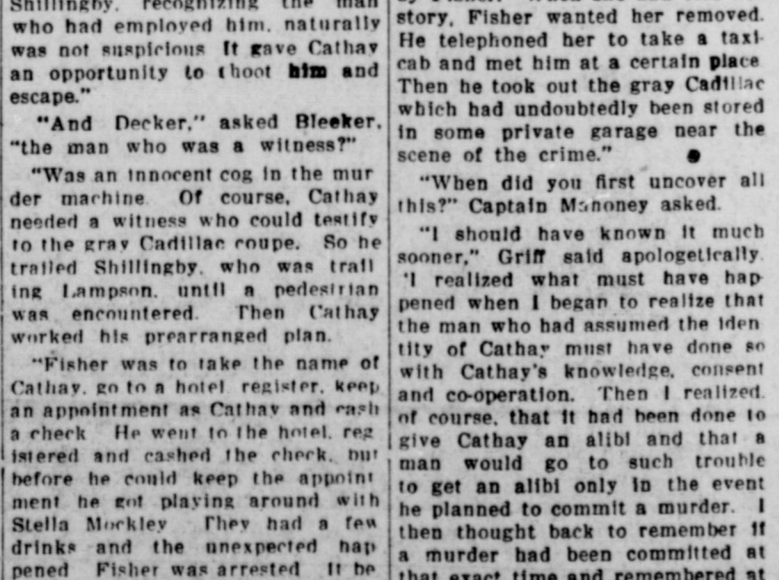 Shillingby, recognizing the man
who had employed him, naturally
was not suspicious It gave Cathay
an opportunity to shoot him and
escape."
"And Decker," asked Bleeker,
"the man who was a witness?"
"Was an innocent cog in the mur
der machine Of course, Cathay
needed a witness who could testify
to the gray Cadillac coupe. So he
trailed Shillingby, who was trail
ing Lampson, until a pedestrian
was encountered. Then Cathay
worked his prearranged plan.
"Fisher was to take the name of
Cathay, go to a hotel register, keep
an appointment as Cathay and cash
a check He went to the hotel, reg
istered and cashed the check, but
before he could keep the appoint
ment he got playing around with
Stella Mockley They had a few
drinks and the unexpected hap
pened Fisher was arrested It be
story, Fisher wanted her removed.
He telephoned her to take a taxi-
cab and met him at a certain place
Then he took out the gray Cadillac
which had undoubtedly been stored
in some private garage near the
scene of the crime."
"When did you first uncover all
this?" Captain Mahoney asked.
"I should have known it much
sooner," Griff said apologetically
'I realized what must have hap
pened when I began to realize that
the man who had assumed the iden
tity of Cathay must have done so
with Cathay's knowledge, consent
and co-operation. Then I realized,
of course, that it had been done to
give Cathay an alibi and that a
man would go to such trouble
to get an alibi only in the event
he planned to commit a murder. I
then thought back to remember if
a murder had been committed at
that exact time and remembered at